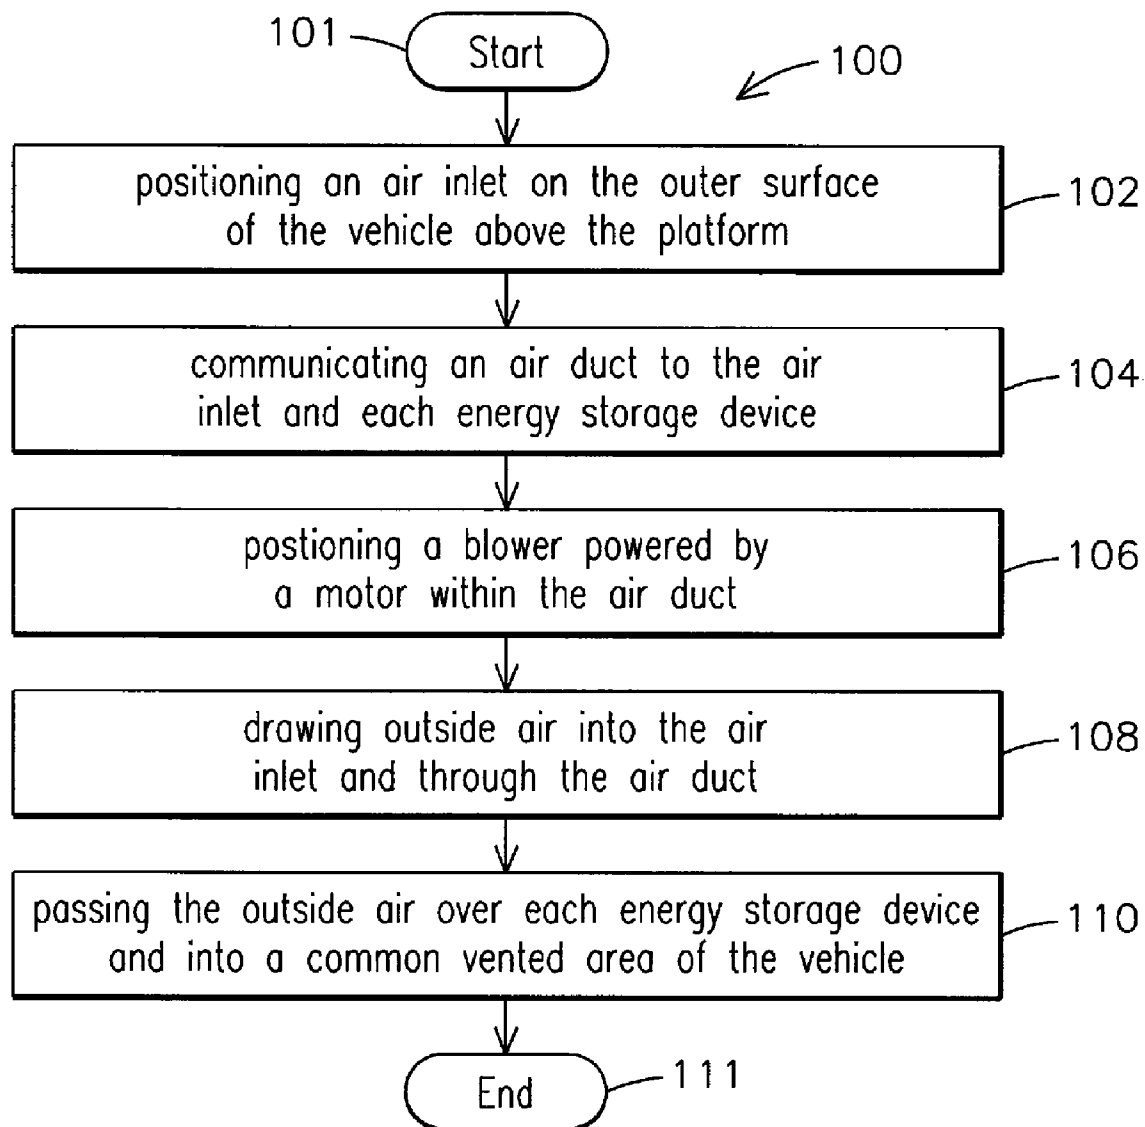 101
Start
100
positioning an air inlet on the outer surface
of the vehicle above the platform
102
communicating an air duct to the air
inlet and each energy storage device
104
postioning a blower powered by
a motor within the air duct
106
drawing outside air into the air
inlet and through the air duct
108
passing the outside air over each energy storage device
and into a common vented area of the vehicle
110
End
111